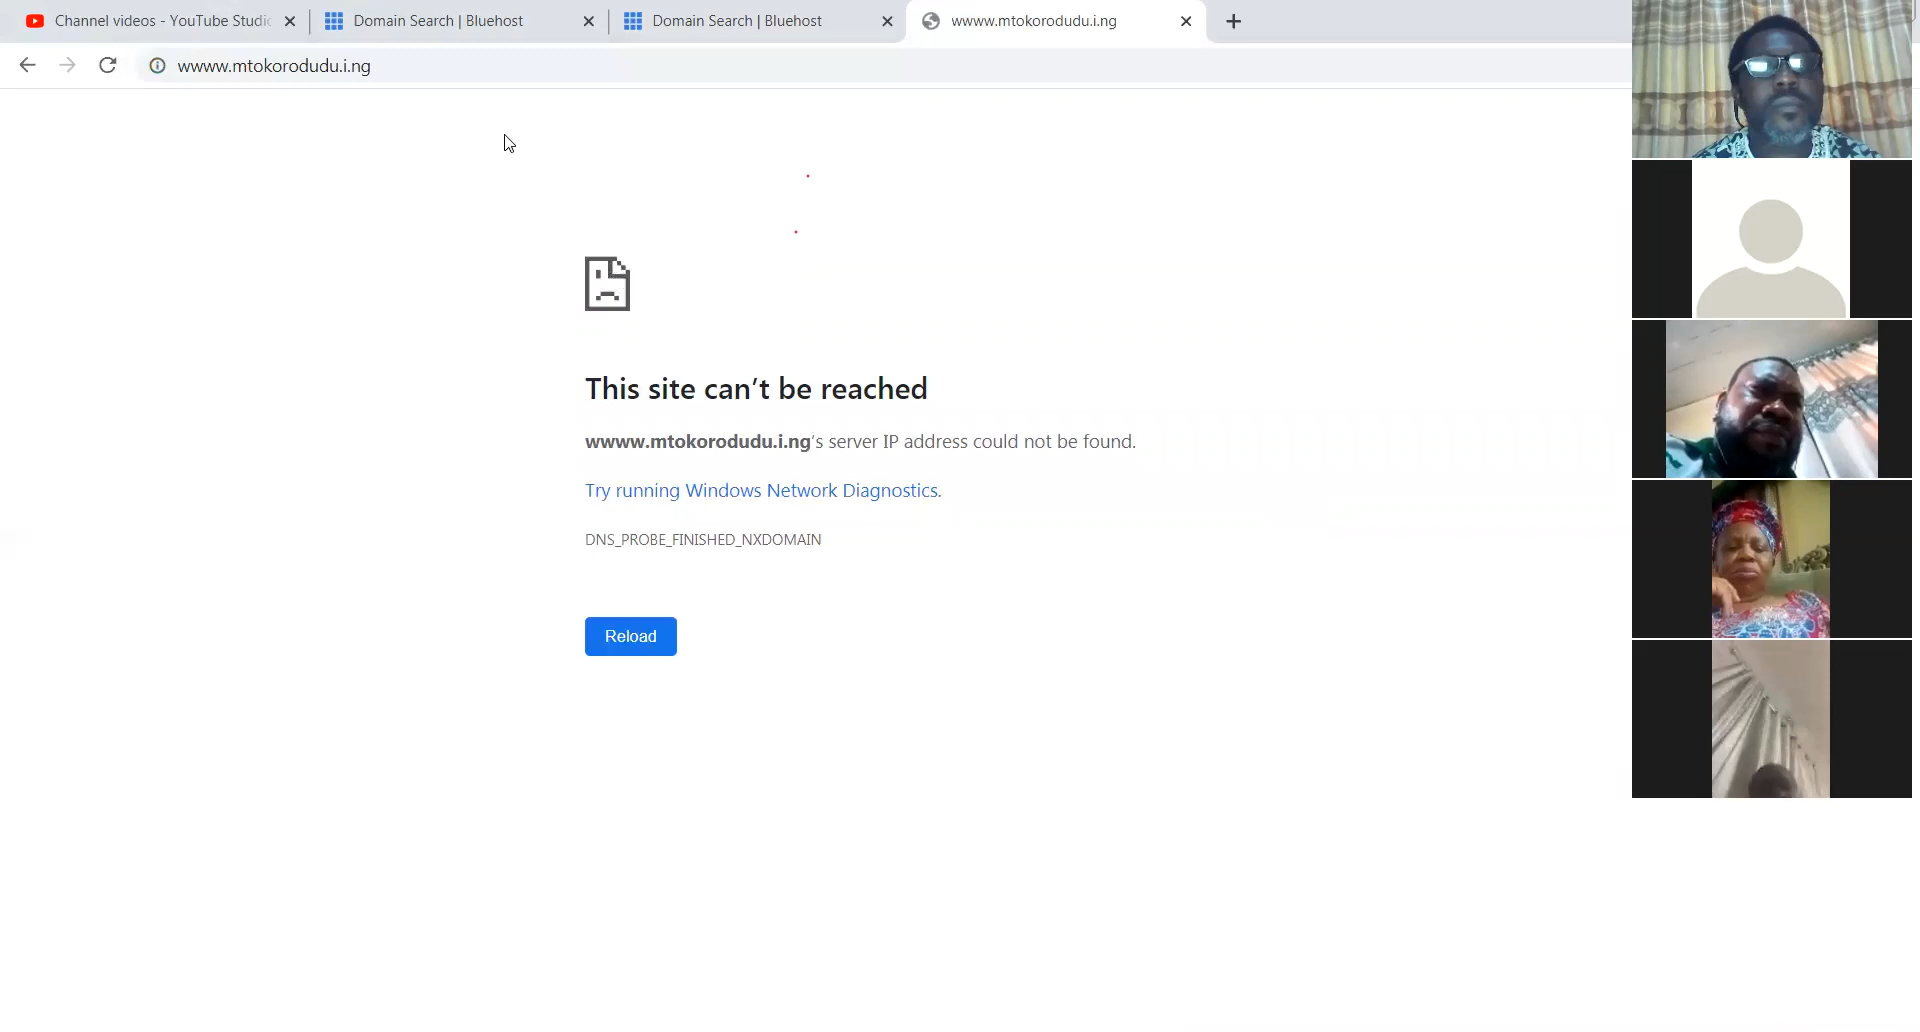 Channel videos - YouTube Studio
Domain Search | Bluehost
Domain Search | Bluehost
wwww.mtokorodudu.i.ng
wwww.mtokorodudu.i.ng
This site can’t be reached
wwww.mtokorodudu.i.ng’s server IP address could not be found.
Try running Windows Network Diagnostics.
DNS_PROBE_FINISHED_NXDOMAIN
Reload